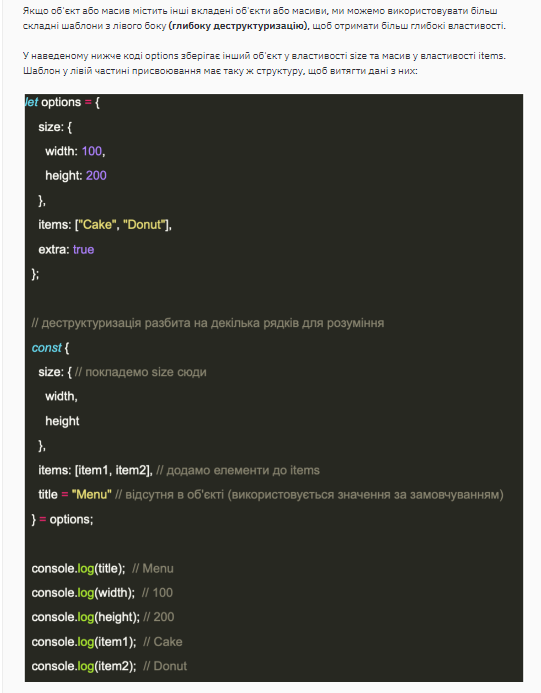 Якщо об'єкт або масив містить інші вкладені об'єкти або масиви, ми можемо використовувати більш
складні шаблони з лівого боку (глибоку деструктуризацію), щоб отримати більш глибокі властивості.
У наведеному нижче коді options зберігає інший об'єкт у властивості size та масив у властивості items.
Шаблон у лівій частині присвоювання має таку ж структуру, щоб витягти дані з них:
let options = {
size: {
width: 100,
height: 200
},
items: ["Cake", "Donut"],
extra: true
};
// деструктуризація разбита на декілька рядків для розуміння
const {
size: { // покладемо size сюди
width,
height
},
items: [item1, item2], // додамо елементи до items
title = "Menu" // відсутня в об'єкті (використовується значення за замовчуванням)
} = options;
console.log(title); // Menu
console.log(width); // 100
console.log(height); // 200
console.log(item1); // Cake
console.log(item2); // Donut